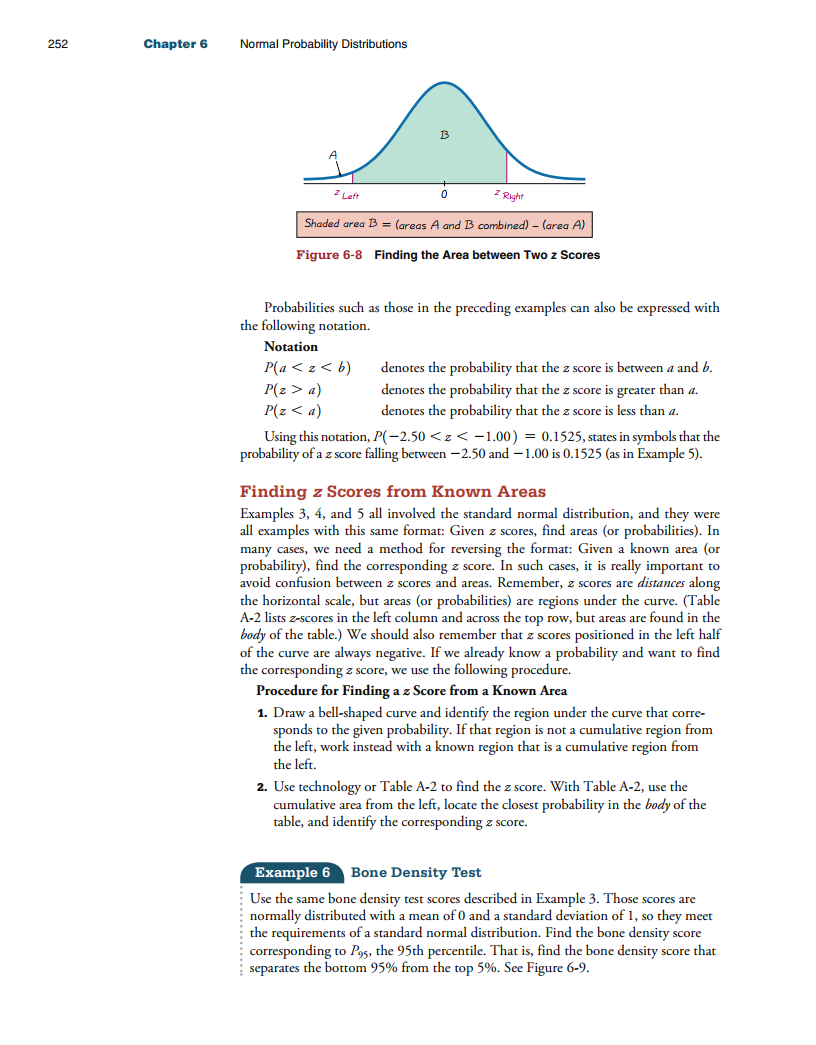 252 Chapter 6 Normal Probability Distributions
B
A
z Left 0 z Right
Shaded area B = (areas A and B combined) – (area A)
Figure 6-8 Finding the Area between Two z Scores
Probabilities such as those in the preceding examples can also be expressed with
the following notation.
Notation
P(a < z < b) denotes the probability that the z score is between a and b.
P(z > a) denotes the probability that the z score is greater than a.
P(z < a) denotes the probability that the z score is less than a.
Using this notation, P(−2.50 < z < −1.00) = 0.1525, states in symbols that the
probability of a z score falling between −2.50 and −1.00 is 0.1525 (as in Example 5).
Finding z Scores from Known Areas
Examples 3, 4, and 5 all involved the standard normal distribution, and they were
all examples with this same format: Given z scores, find areas (or probabilities). In
many cases, we need a method for reversing the format: Given a known area (or
probability), find the corresponding z score. In such cases, it is really important to
avoid confusion between z scores and areas. Remember, z scores are distances along
the horizontal scale, but areas (or probabilities) are regions under the curve. (Table
A-2 lists z-scores in the left column and across the top row, but areas are found in the
body of the table.) We should also remember that z scores positioned in the left half
of the curve are always negative. If we already know a probability and want to find
the corresponding z score, we use the following procedure.
Procedure for Finding a z Score from a Known Area
1. Draw a bell-shaped curve and identify the region under the curve that corre-
sponds to the given probability. If that region is not a cumulative region from
the left, work instead with a known region that is a cumulative region from
the left.
2. Use technology or Table A-2 to find the z score. With Table A-2, use the
cumulative area from the left, locate the closest probability in the body of the
table, and identify the corresponding z score.
Example 6 Bone Density Test
Use the same bone density test scores described in Example 3. Those scores are
normally distributed with a mean of 0 and a standard deviation of 1, so they meet
the requirements of a standard normal distribution. Find the bone density score
corresponding to P95, the 95th percentile. That is, find the bone density score that
separates the bottom 95% from the top 5%. See Figure 6-9.